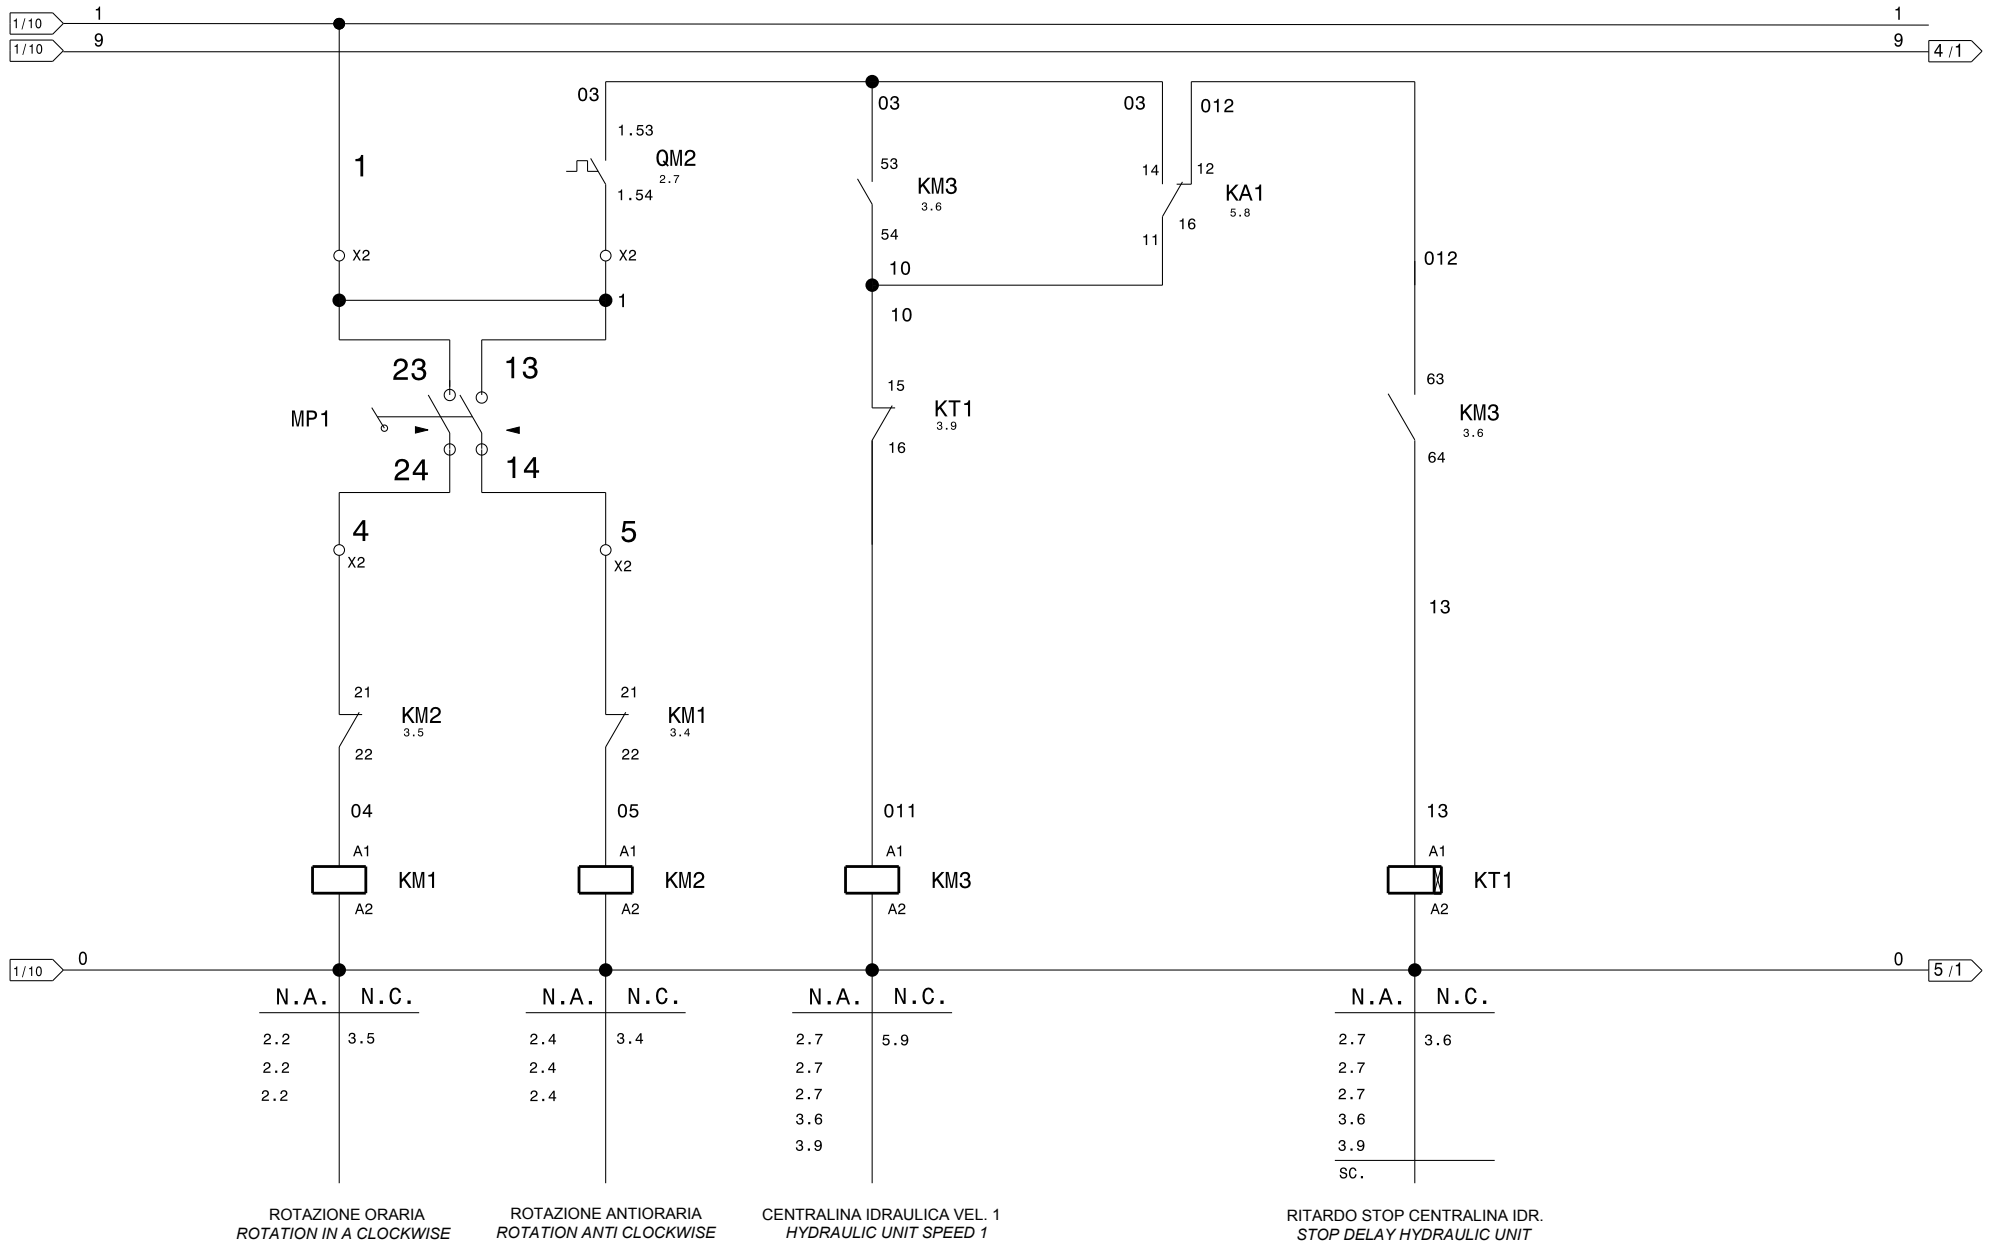 1/10 1 1
1/10 9 9 4/1
03 03 03 012
1.53
1 QM2
2.7
1.54
53 KM3
3.6
54
14 12 KA1
5.8
16
11
X2 X2
10 012
1
10
23 13
15 KT1
3.9
16
63 KM3
3.6
64
MP1
24 14
4 5
X2 X2
13
21 KM2
3.5
22
21 KM1
3.4
22
04 05 011 13
A1 A1 A1 A1
KM1 KM2 KM3 KT1
A2 A2 A2 A2
1/10 0 0 5/1
N.A. N.C. N.A. N.C. N.A. N.C. N.A. N.C.
2.2 3.5 2.4 3.4 2.7 5.9 2.7 3.6
2.2 2.4 2.7 2.7
2.2 2.4 2.7 2.7
3.6 3.6
3.9 3.9
SC.
ROTAZIONE ORARIA ROTAZIONE ANTIORARIA CENTRALINA IDRAULICA VEL. 1 RITARDO STOP CENTRALINA IDR.
ROTATION IN A CLOCKWISE ROTATION ANTI CLOCKWISE HYDRAULIC UNIT SPEED 1 STOP DELAY HYDRAULIC UNIT